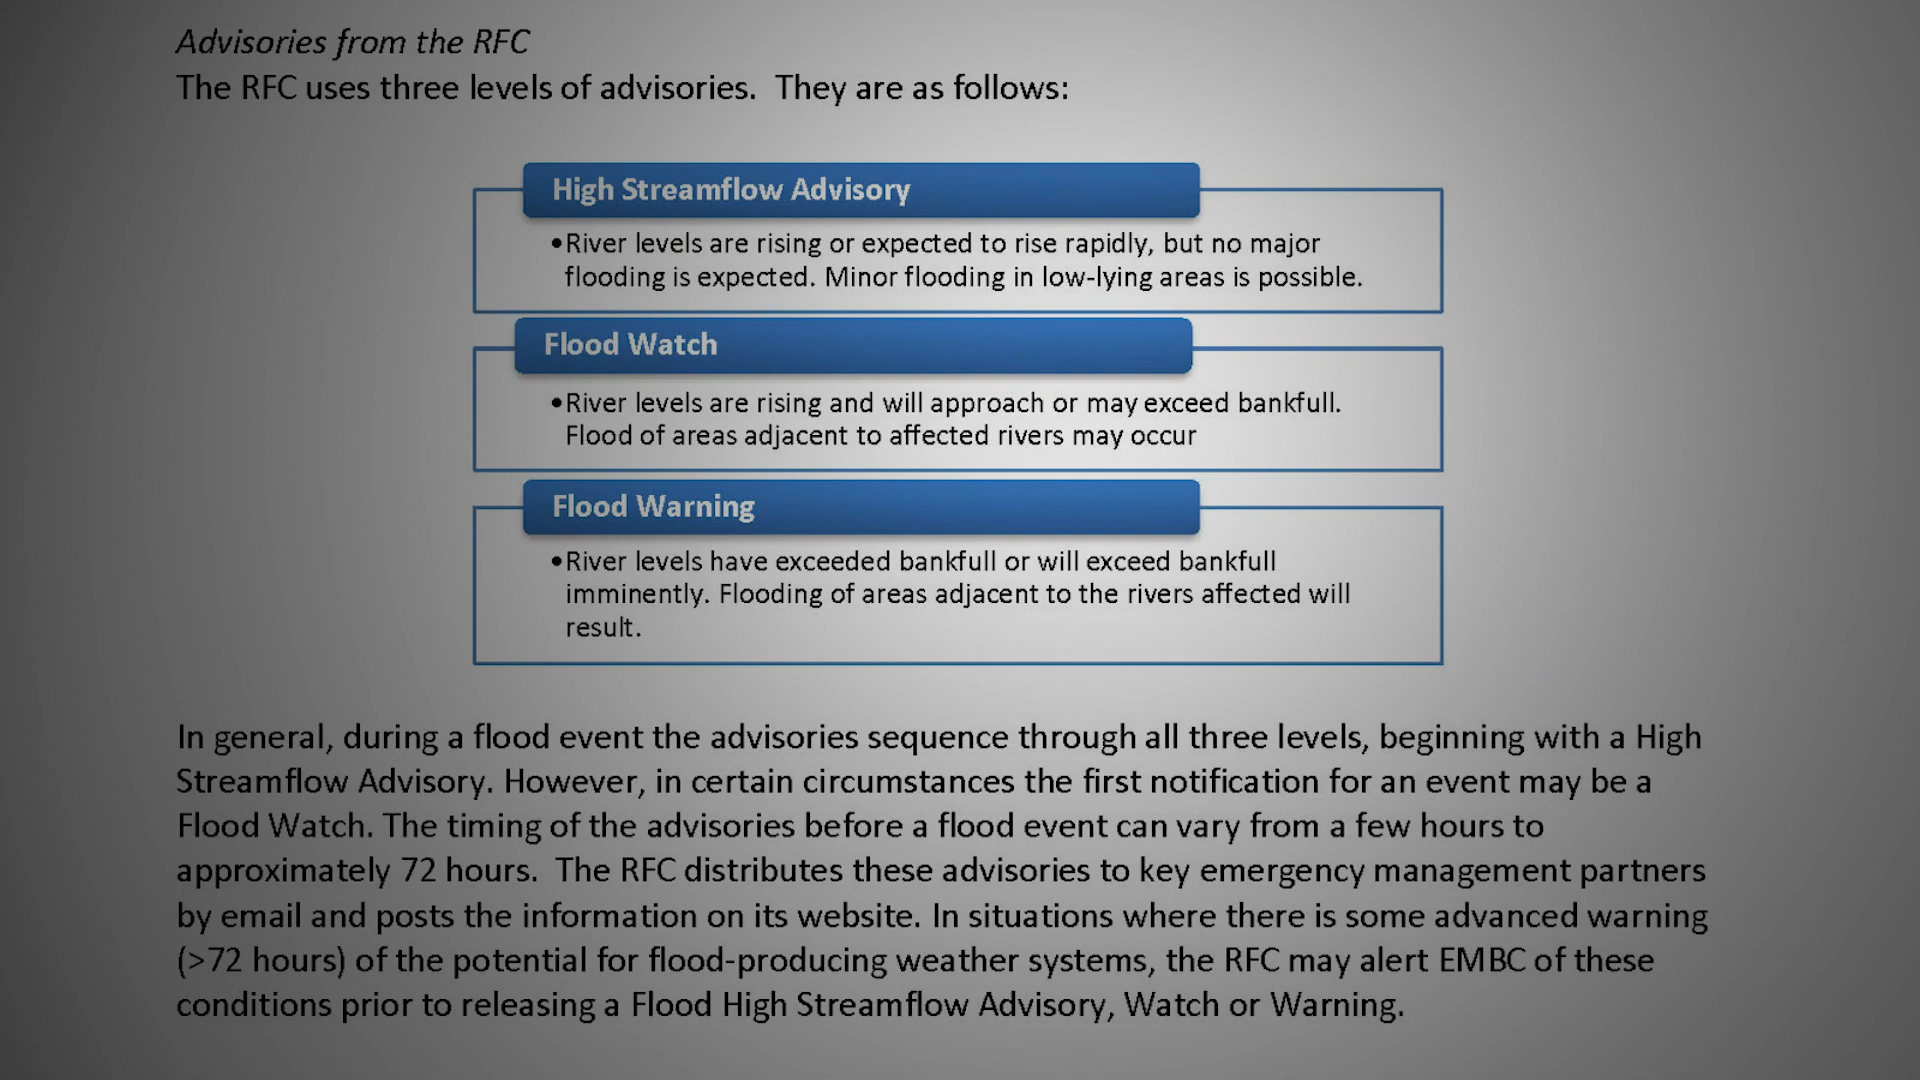 Advisories from the RFC
The RFC uses three levels of advisories.  They are as follows:
High Streamflow Advisory
•River levels are rising or expected to rise rapidly, but no major
flooding is expected. Minor flooding in low-lying areas is possible.
Flood Watch
•River levels are rising and will approach or may exceed bankfull.
Flood of areas adjacent to affected rivers may occur
Flood Warning
•River levels have exceeded bankfull or will exceed bankfull
imminently. Flooding of areas adjacent to the rivers affected will
result.
In general, during a flood event the advisories sequence through all three levels, beginning with a High
Streamflow Advisory. However, in certain circumstances the first notification for an event may be a
Flood Watch. The timing of the advisories before a flood event can vary from a few hours to
approximately 72 hours.  The RFC distributes these advisories to key emergency management partners
by email and posts the information on its website. In situations where there is some advanced warning
(>72 hours) of the potential for flood-producing weather systems, the RFC may alert EMBC of these
conditions prior to releasing a Flood High Streamflow Advisory, Watch or Warning.